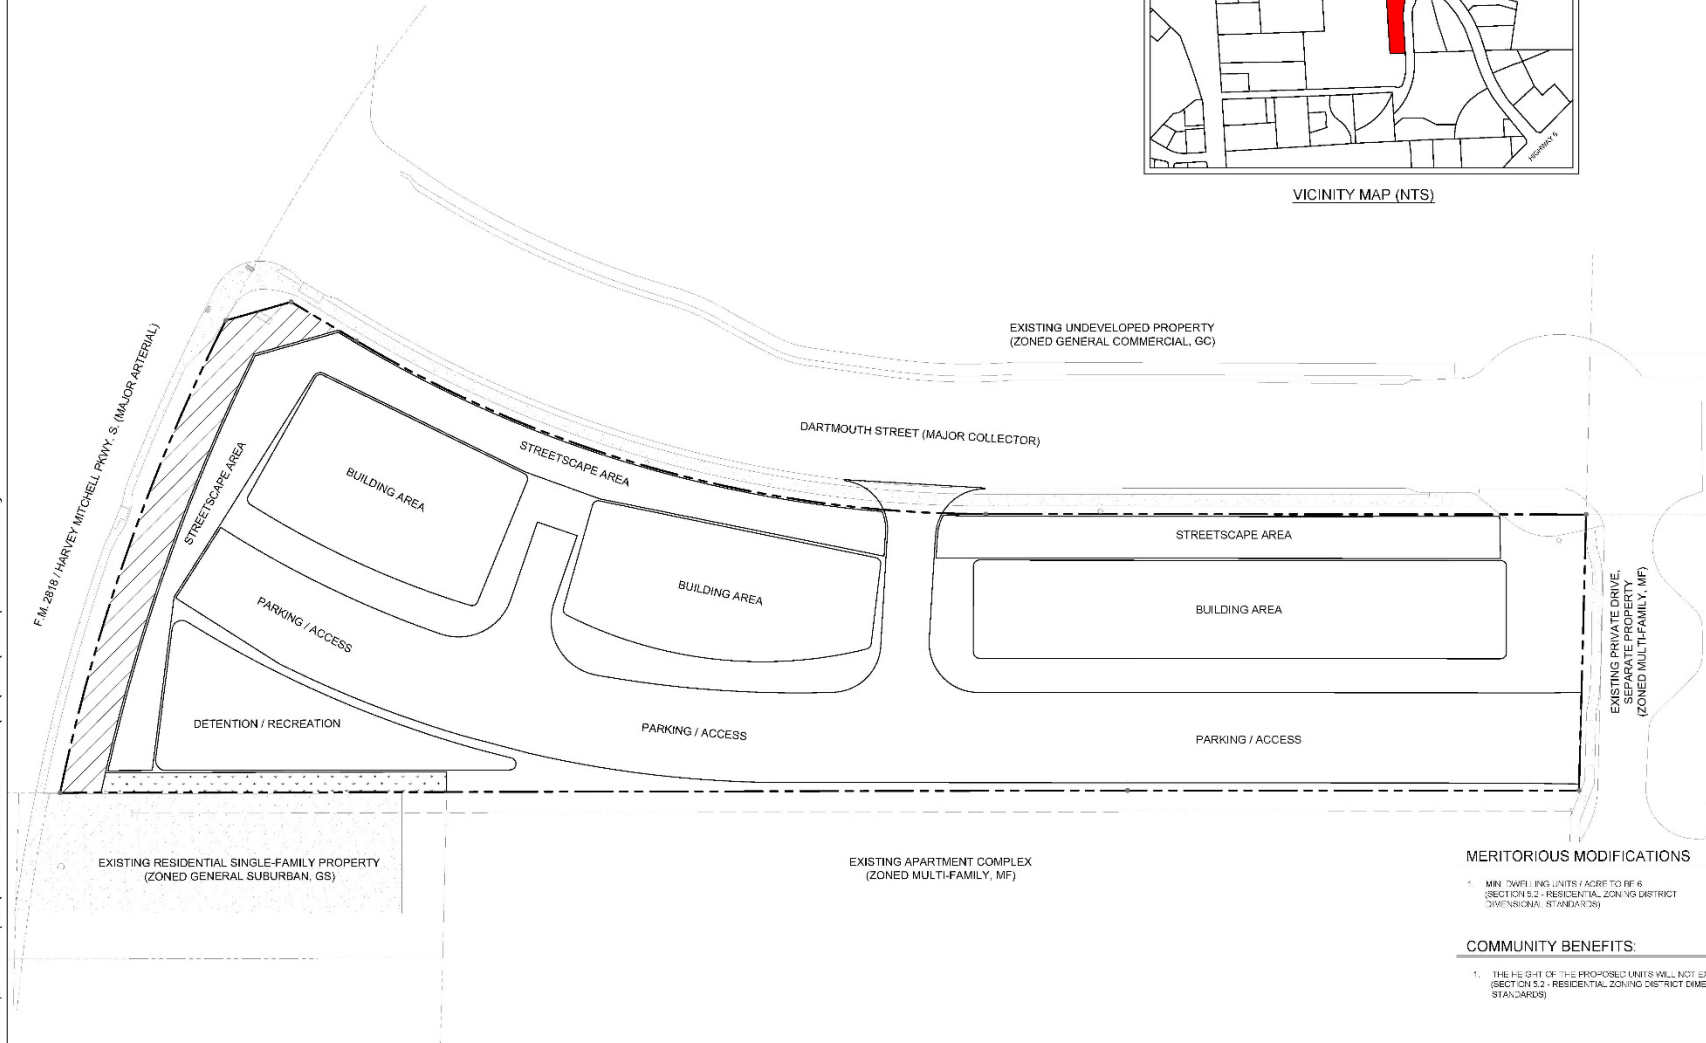 HIGHWAY 6
VICINITY MAP (NTS)
EXISTING UNDEVELOPED PROPERTY
(ZONED GENERAL COMMERCIAL, GC)
F.M. 2818 / HARVEY MITCHELL PKWY. S. (MAJOR ARTERIAL)
DARTMOUTH STREET (MAJOR COLLECTOR)
STREETSCAPE AREA
STREETSCAPE AREA
BUILDING AREA
STREETSCAPE AREA
BUILDING AREA
BUILDING AREA
PARKING / ACCESS
EXISTING PRIVATE DRIVE,
SEPARATE PROPERTY
(ZONED MULTI-FAMILY, MF)
DETENTION / RECREATION
PARKING / ACCESS
PARKING / ACCESS
EXISTING RESIDENTIAL SINGLE-FAMILY PROPERTY
(ZONED GENERAL SUBURBAN, GS)
EXISTING APARTMENT COMPLEX
(ZONED MULTI-FAMILY, MF)
MERITORIOUS MODIFICATIONS
1. MIN. DWELLING UNITS / ACRE TO BE 6
(SECTION 5.2 - RESIDENTIAL ZONING DISTRICT
DIMENSIONAL STANDARDS)
COMMUNITY BENEFITS:
1. THE HEIGHT OF THE PROPOSED UNITS WILL NOT EX
(SECTION 5.2 - RESIDENTIAL ZONING DISTRICT DIME
STANDARDS)